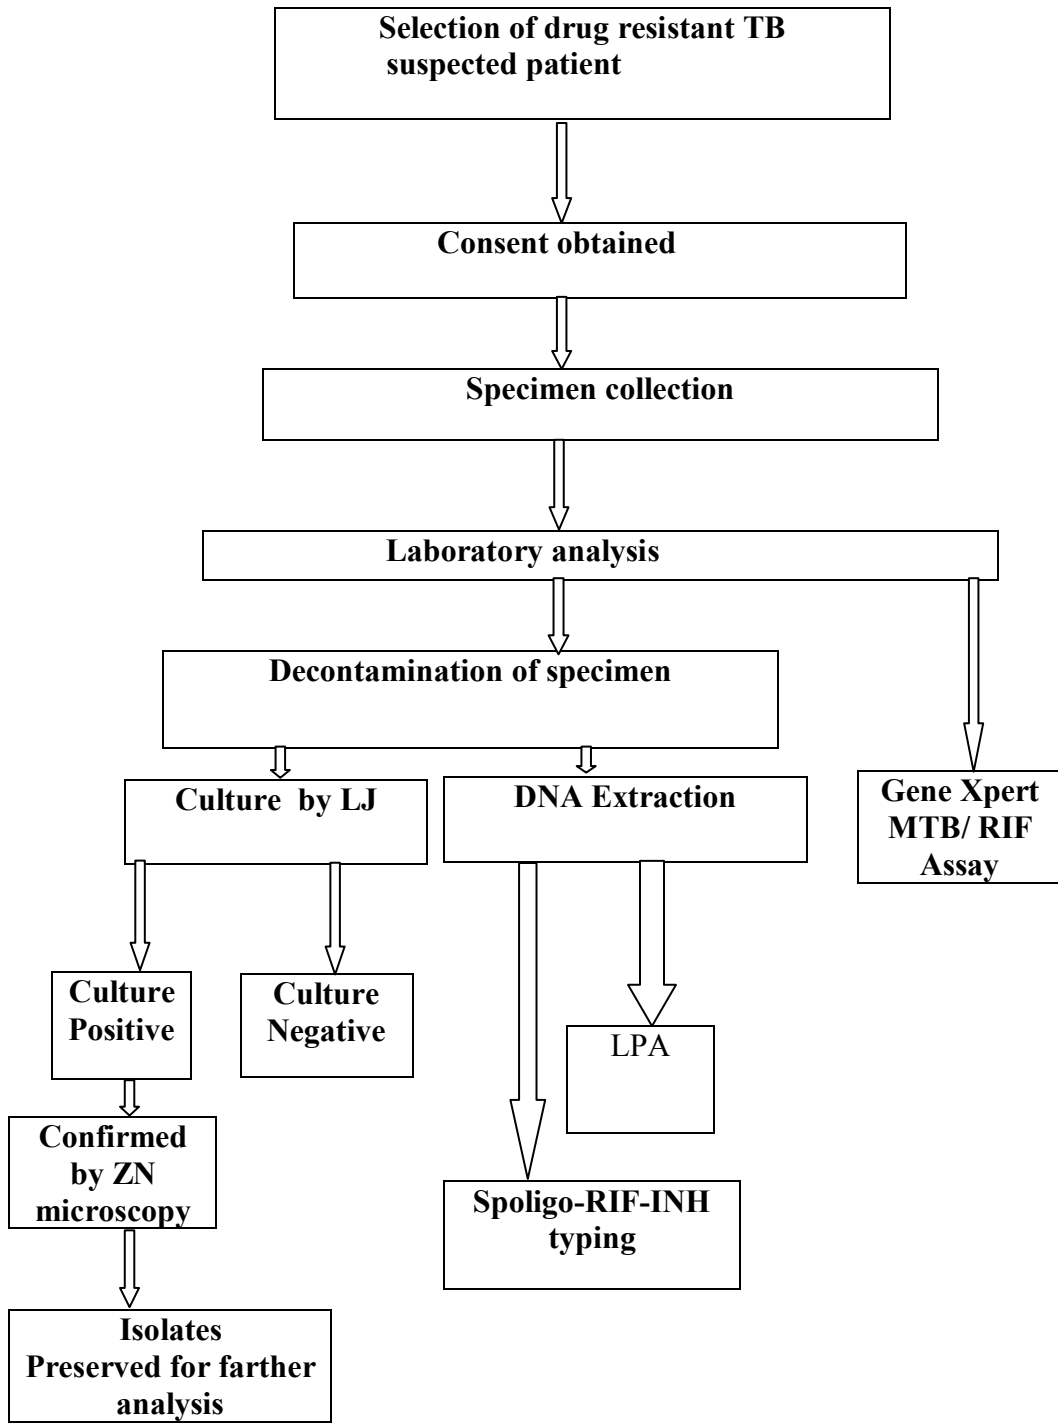 Selection of drug resistant TB
suspected patient
Consent obtained
Specimen collection
Laboratory analysis
Decontamination of specimen
Culture by LJ
DNA Extraction
Gene Xpert
MTB/ RIF
Assay
Culture
Positive
Culture
Negative
LPA
Confirmed
by ZN
microscopy
Spoligo-RIF-INH
typing
Isolates
Preserved for farther
analysis